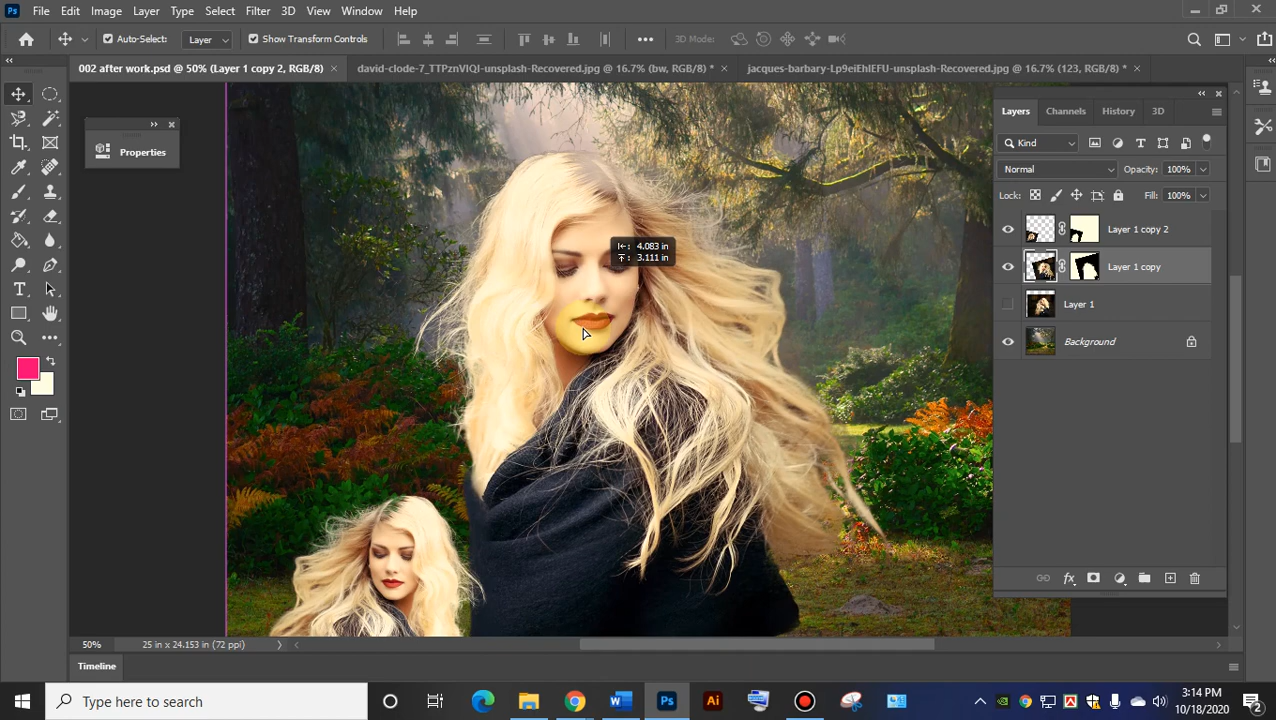 Ps File Edit Image Layer Type Select Filter 3D View Window Help
Auto-Select: Layer Show Transform Controls 3D Mode:
002 after work.psd @ 50% (Layer 1 copy 2, RGB/8) david-clode-7_TTPznVIQI-unsplash-Recovered.jpg @ 16.7% (bw, RGB/8) * jacques-barbary-Lp9eiEhIEFU-unsplash-Recovered.jpg @ 16.7% (123, RGB/8) *
Properties
Layers Channels History 3D
Kind
Normal Opacity: 100%
Lock: Fill: 100%
Layer 1 copy 2
Layer 1 copy
Layer 1
Background
4.083 in
3.111 in
50% 25 in x 24.153 in (72 ppi)
Timeline
Type here to search
W Ps Ai
3:14 PM
10/18/2020
2